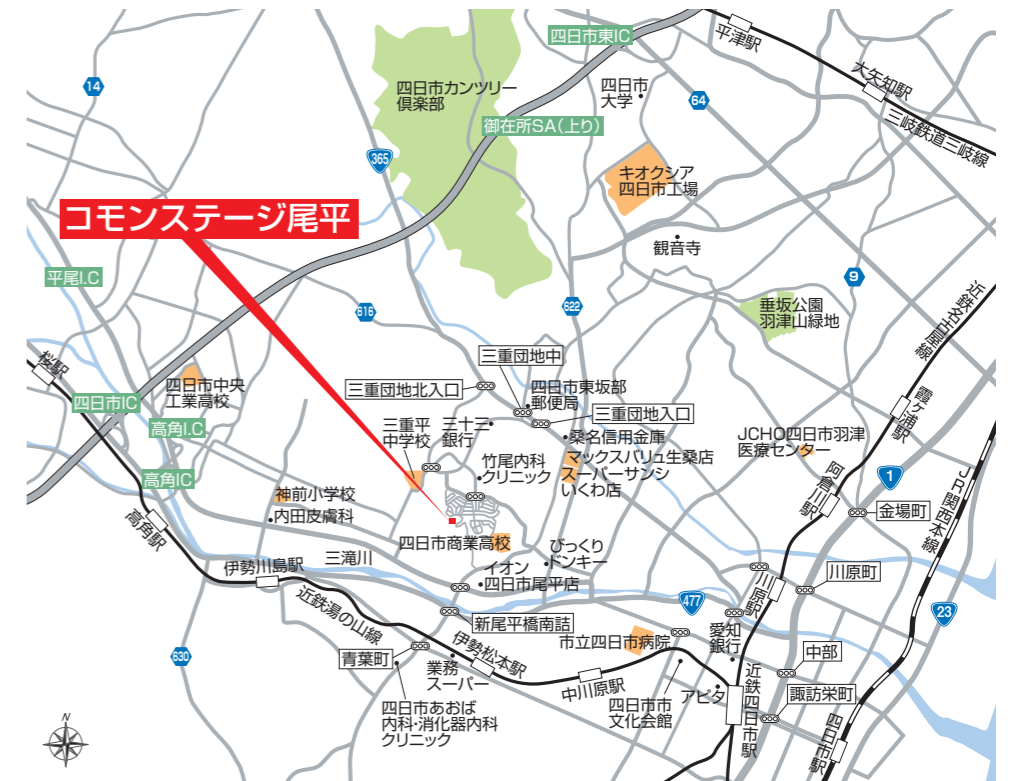 四日市東IC
平津駅
大矢知駅
三岐鉄道三岐線
14
四日市カンツリー
倶楽部
四日市
大学
64
御在所SA(上り)
365
キオクシア
四日市工場
コモンステージ尾平
観音寺
平尾I.C
9
616
622
垂坂公園
羽津山緑地
近鉄名古屋線
桜駅
三重団地中
四日市中央
工業高校
三重団地北入口
四日市東坂部
郵便局
四日市IC
三重団地入口
霞ヶ浦駅
高角I.C
三重平
中学校
三十三
銀行
桑名信用金庫
JCHO四日市羽津
医療センター
マックスバリュ生桑店
スーパーサンシ
いくわ店
竹尾内科
クリニック
高角IC
阿倉川駅
1
JR関西本線
神前小学校
内田皮膚科
金場町
高角駅
四日市商業高校
びっくり
ドンキー
三滝川
伊勢川島駅
イオン
四日市尾平店
川原町
川原町駅
477
23
近鉄湯の山線
新尾平橋南詰
愛知
銀行
市立四日市病院
伊勢松本駅
中部
630
青葉町
業務
スーパー
中川原駅
アピタ
諏訪栄町
四日市市
文化会館
近鉄四日市駅
四日市あおば
内科・消化器内科
クリニック
四日市駅
N